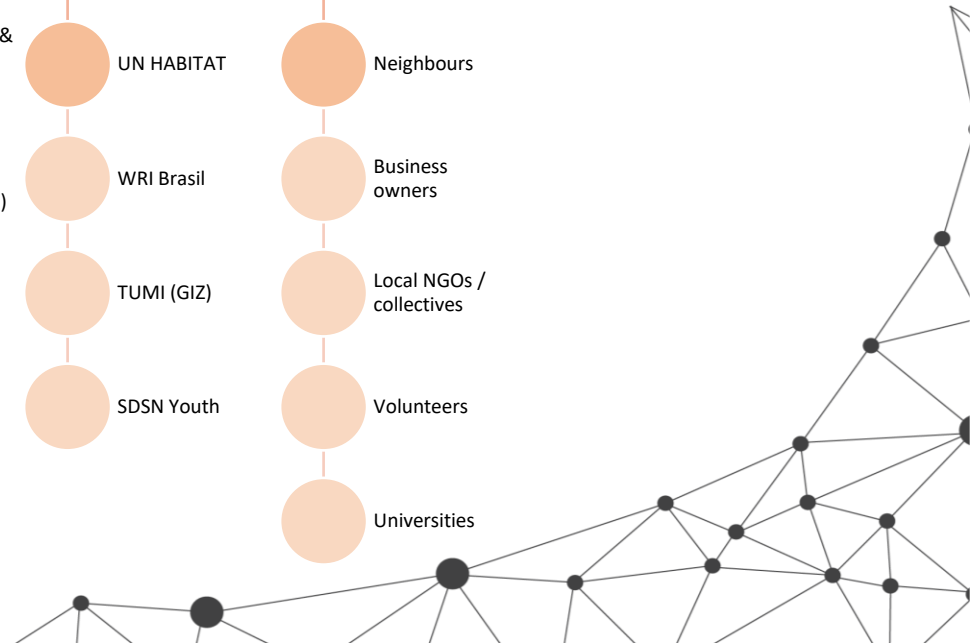 &
)
UN HABITAT
WRI Brasil
TUMI (GIZ)
SDSN Youth
Neighbours
Business
owners
Local NGOs /
collectives
Volunteers
Universities